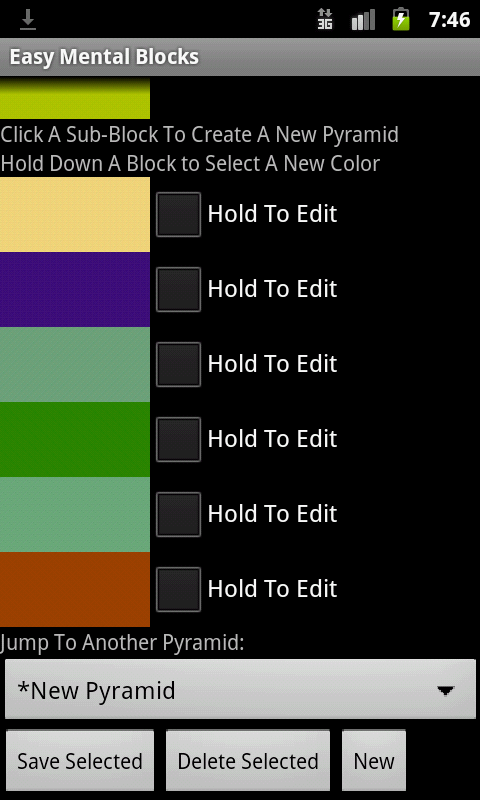 3G
7:46
Easy Mental Blocks
Click A Sub-Block To Create A New Pyramid
Hold Down A Block to Select A New Color
Hold To Edit
Hold To Edit
Hold To Edit
Hold To Edit
Hold To Edit
Hold To Edit
Jump To Another Pyramid:
*New Pyramid
Save Selected
Delete Selected
New